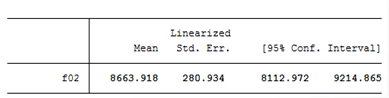 Linearized
Mean Std. Err. [95% Conf. Interval]
f02 8663.918 280.934 8112.972 9214.865